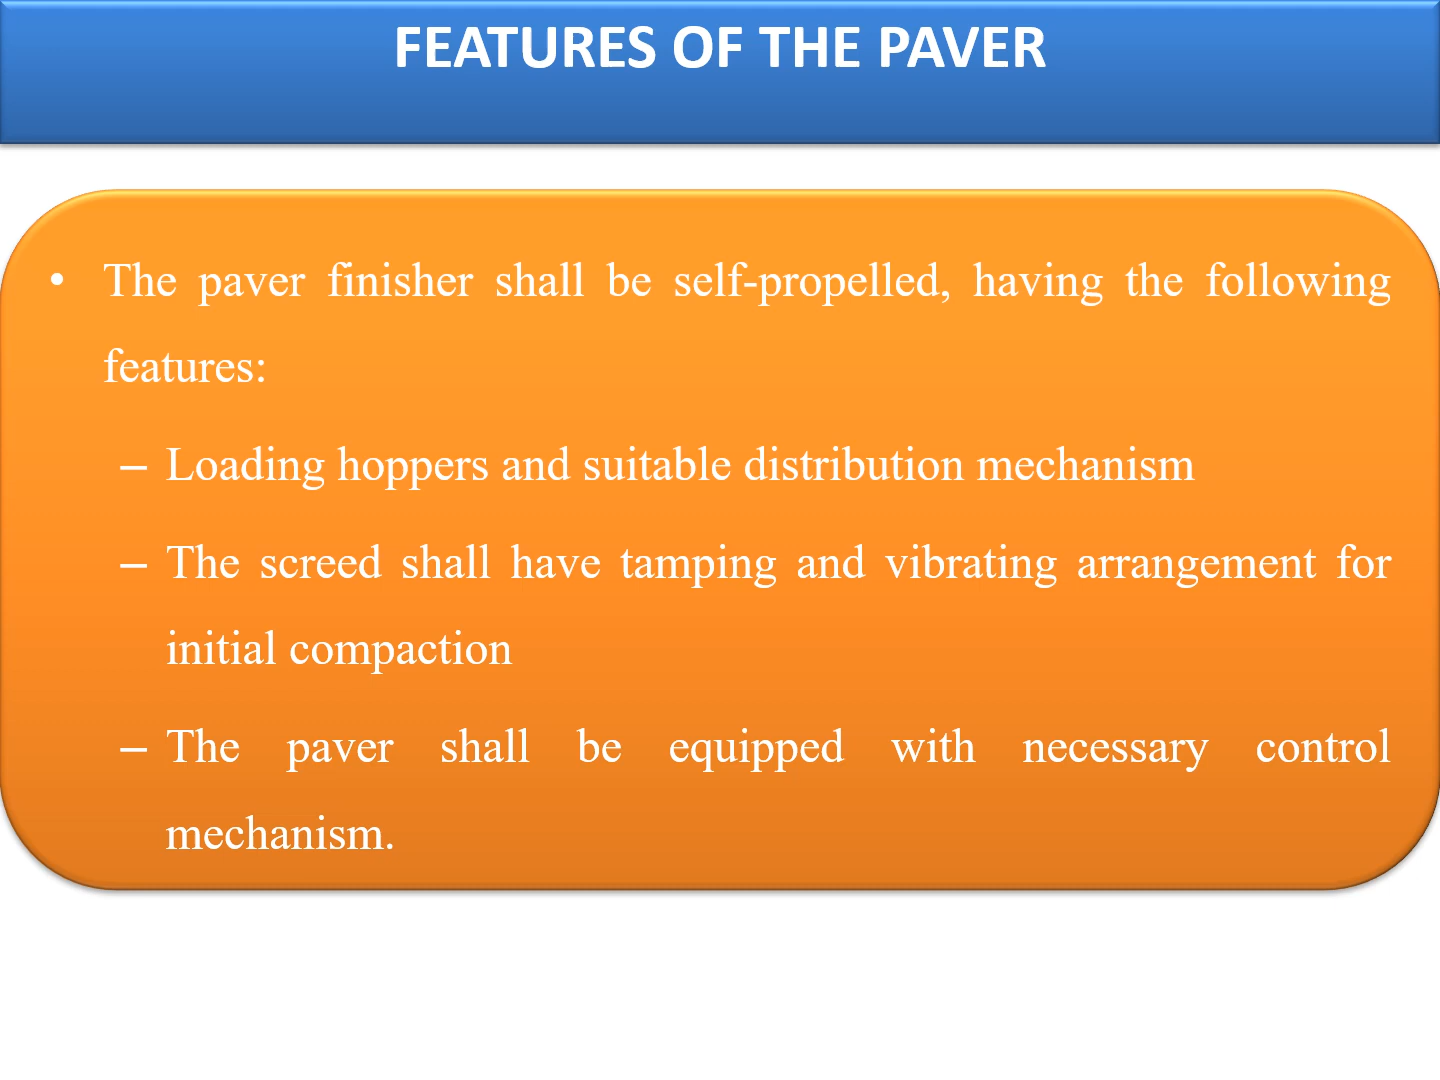 FEATURES OF THE PAVER
• The paver finisher shall be self-propelled, having the following
features:
– Loading hoppers and suitable distribution mechanism
– The screed shall have tamping and vibrating arrangement for
initial compaction
– The paver shall be equipped with necessary control
mechanism.